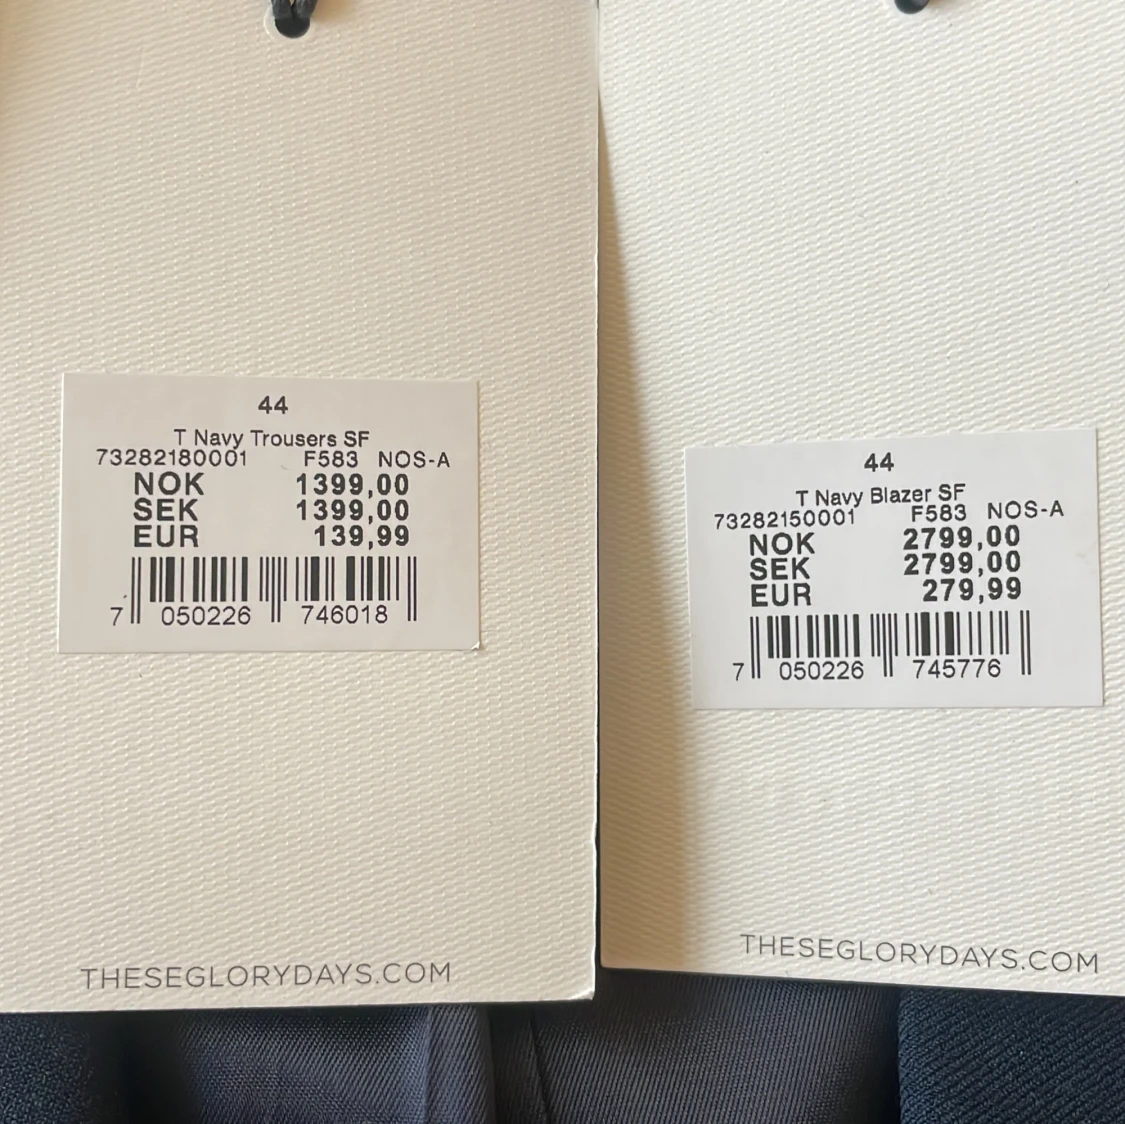 44
T Navy Trousers SF
73282180001 F583 NOS-A
NOK 1399,00
SEK 1399,00
EUR 139,99
7 050226 746018
THESEGLORYDAYS.COM
44
T Navy Blazer SF
73282150001 F583 NOS-A
NOK 2799,00
SEK 2799,00
EUR 279,99
7 050226 745776
THESEGLORYDAYS.COM